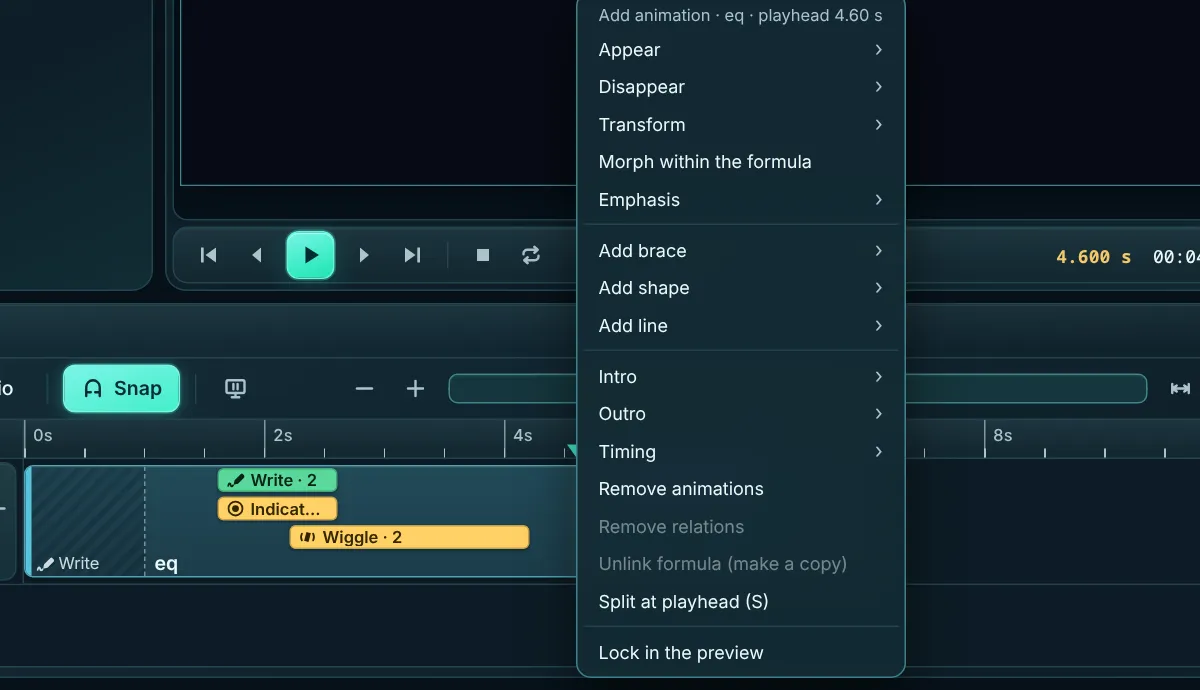 Add animation · eq · playhead 4.60 s
Appear
Disappear
Transform
Morph within the formula
Emphasis
Add brace
Add shape
Add line
4.600 s
Snap
0s
2s
4s
8s
Intro
Outro
Timing
Remove animations
Remove relations
Unlink formula (make a copy)
Split at playhead (S)
Lock in the preview
Write · 2
Indicat...
Wiggle · 2
Write
eq